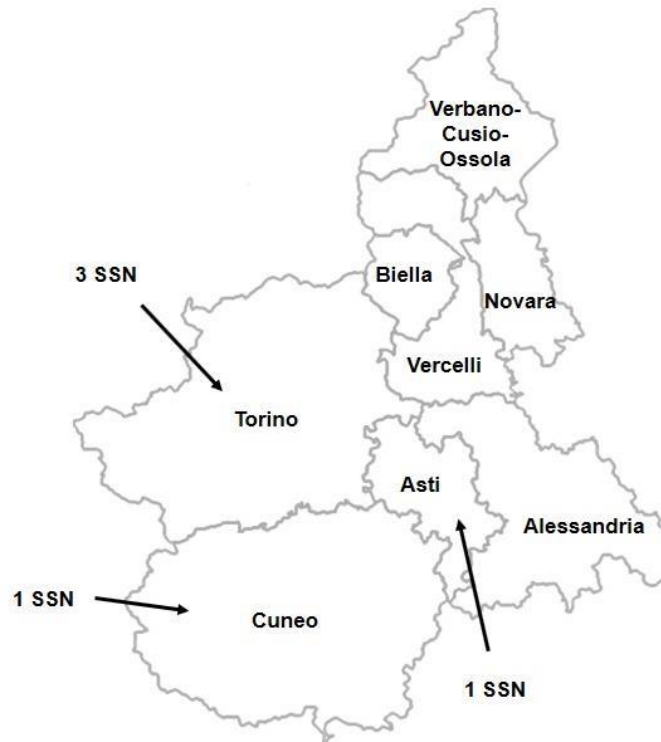 Verbano-
Cusio-
Ossola
3 SSN
Biella
Novara
Vercelli
Torino
Asti
Alessandria
1 SSN
Cuneo
1 SSN